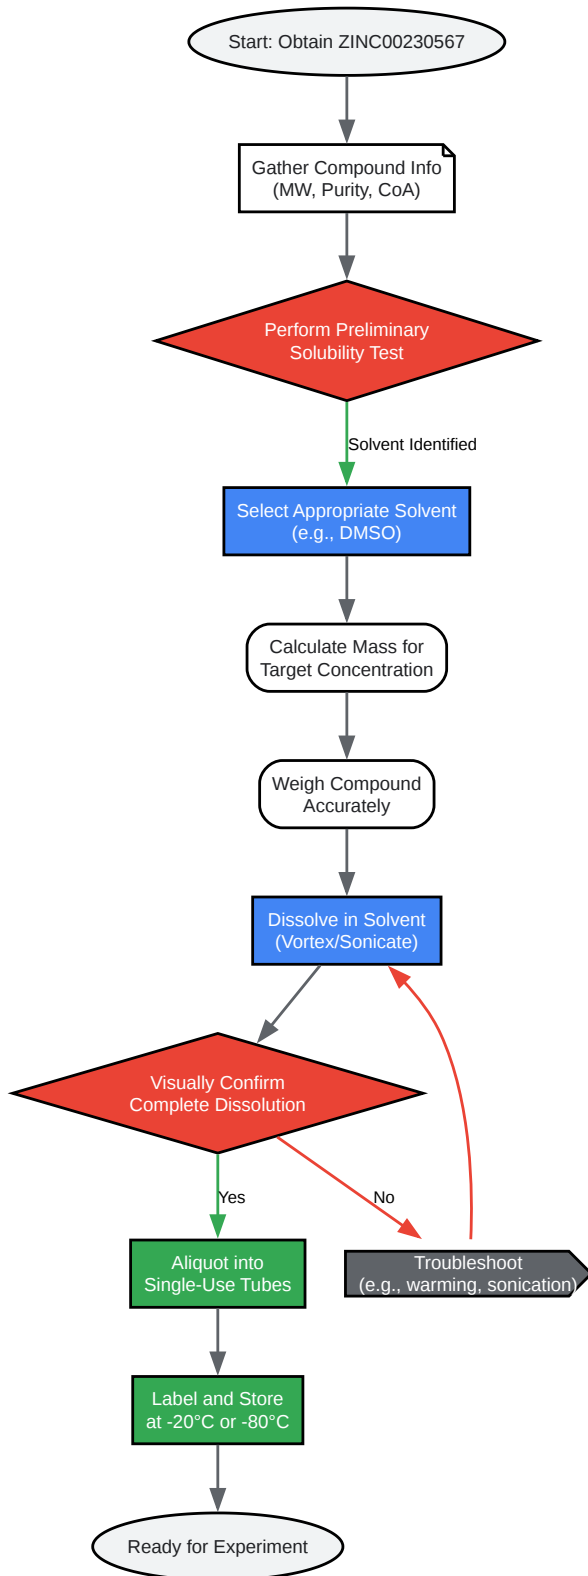 Start: Obtain ZINC00230567
Gather Compound Info
(MW, Purity, CoA)
Perform Preliminary
Solubility Test
Solvent Identified
Select Appropriate Solvent
(e.g., DMSO)
Calculate Mass for
Target Concentration
Weigh Compound
Accurately
Dissolve in Solvent
(Vortex/Sonicate)
Visually Confirm
Complete Dissolution
Yes
No
Aliquot into
Single-Use Tubes
Troubleshoot
(e.g., warming, sonication)
Label and Store
at -20°C or -80°C
Ready for Experiment